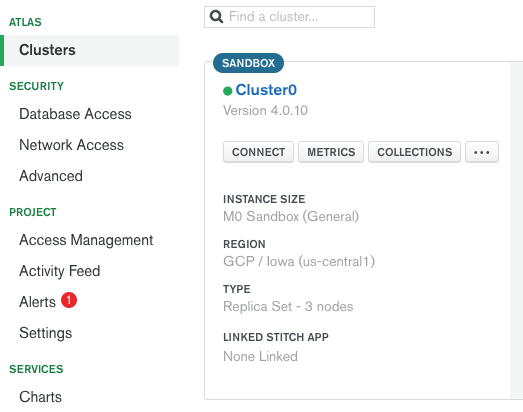 ATLAS
Clusters
SECURITY
Database Access
Network Access
Advanced
PROJECT
Access Management
Activity Feed
Alerts 1
Settings
SERVICES
Charts
Find a cluster...
SANDBOX
Cluster0
Version 4.0.10
CONNECT METRICS COLLECTIONS ...
INSTANCE SIZE
M0 Sandbox (General)
REGION
GCP / Iowa (us-central1)
TYPE
Replica Set - 3 nodes
LINKED STITCH APP
None Linked